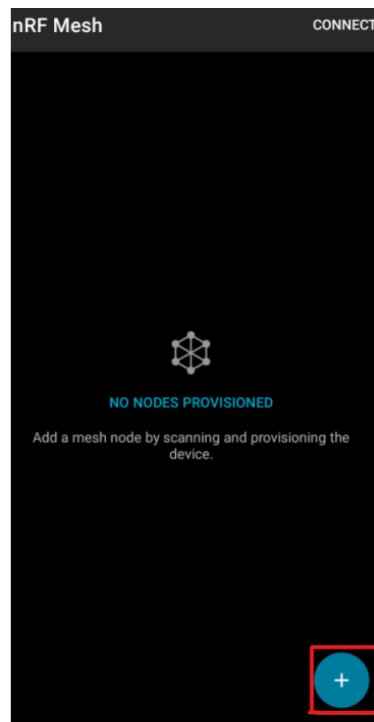 nRF Mesh
CONNECT
NO NODES PROVISIONED
Add a mesh node by scanning and provisioning the
device.
+